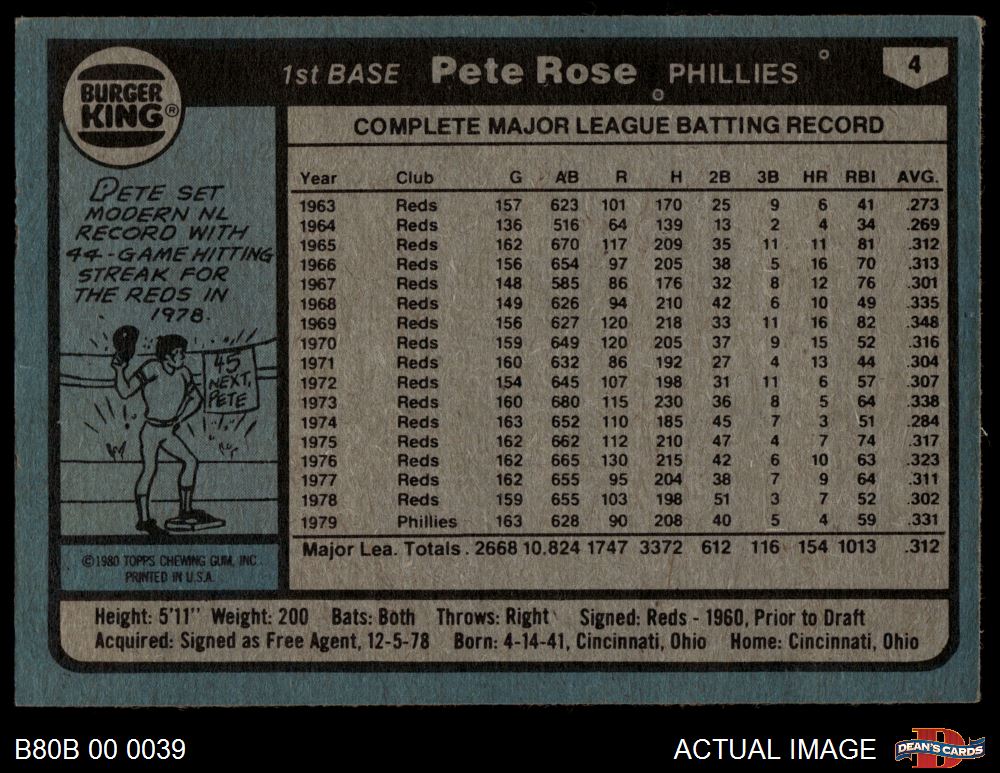 BURGER KING®
1st BASE Pete Rose PHILLIES 4
COMPLETE MAJOR LEAGUE BATTING RECORD
PETE SET
MODERN NL
RECORD WITH
44-GAME HITTING
STREAK FOR
THE REDS IN
1978.
45
NEXT,
PETE
©1980 TOPPS CHEWING GUM, INC.
PRINTED IN U.S.A.
Year Club G AB R H 2B 3B HR RBI AVG.
1963 Reds 157 623 101 170 25 9 6 41 .273
1964 Reds 136 516 64 139 13 2 4 34 .269
1965 Reds 162 670 117 209 35 11 11 81 .312
1966 Reds 156 654 97 205 38 5 16 70 .313
1967 Reds 148 585 86 176 32 8 12 76 .301
1968 Reds 149 626 94 210 42 6 10 49 .335
1969 Reds 156 627 120 218 33 11 16 82 .348
1970 Reds 159 649 120 205 37 9 15 52 .316
1971 Reds 160 632 86 192 27 4 13 44 .304
1972 Reds 154 645 107 198 31 11 6 57 .307
1973 Reds 160 680 115 230 36 8 5 64 .338
1974 Reds 163 652 110 185 45 7 3 51 .284
1975 Reds 162 662 112 210 47 4 7 74 .317
1976 Reds 162 665 130 215 42 6 10 63 .323
1977 Reds 162 655 95 204 38 7 9 64 .311
1978 Reds 159 655 103 198 51 3 7 52 .302
1979 Phillies 163 628 90 208 40 5 4 59 .331
Major Lea. Totals. 2668 10.824 1747 3372 612 116 154 1013 .312
Height: 5'11" Weight: 200 Bats: Both Throws: Right Signed: Reds - 1960, Prior to Draft
Acquired: Signed as Free Agent, 12-5-78 Born: 4-14-41, Cincinnati, Ohio Home: Cincinnati, Ohio
B80B 00 0039 ACTUAL IMAGE DEAN'S CARDS